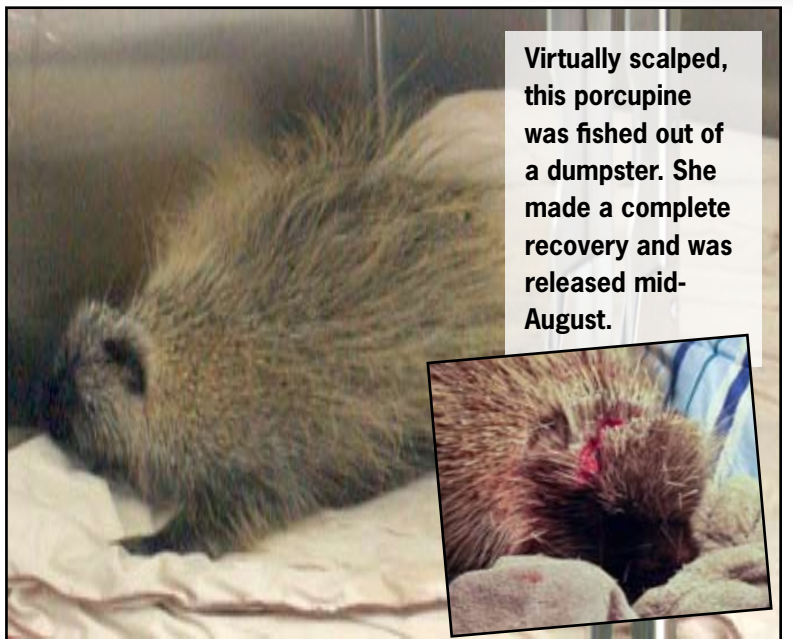 Virtually scalped,
this porcupine
was fished out of
a dumpster. She
made a complete
recovery and was
released mid-
August.